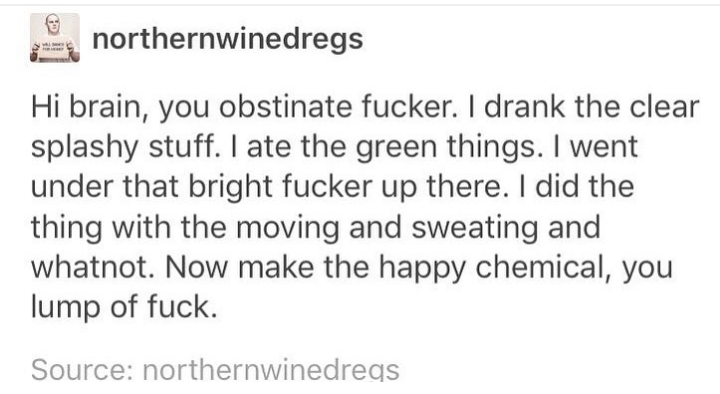 northernwinedregs
Hi brain, you obstinate fucker. I drank the clear
splashy stuff. I ate the green things. I went
under that bright fucker up there. I did the
thing with the moving and sweating and
whatnot. Now make the happy chemical, you
lump of fuck.
Source: northernwinedregs